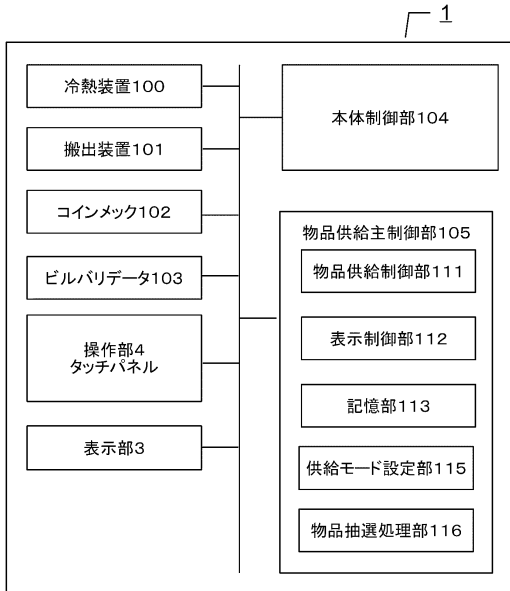 1
冷熱装置100
搬出装置101
コインメック102
ビルバリデータ103
操作部4
タッチパネル
表示部3
本体制御部104
物品供給主制御部105
物品供給制御部111
表示制御部112
記憶部113
供給モード設定部115
物品抽選処理部116